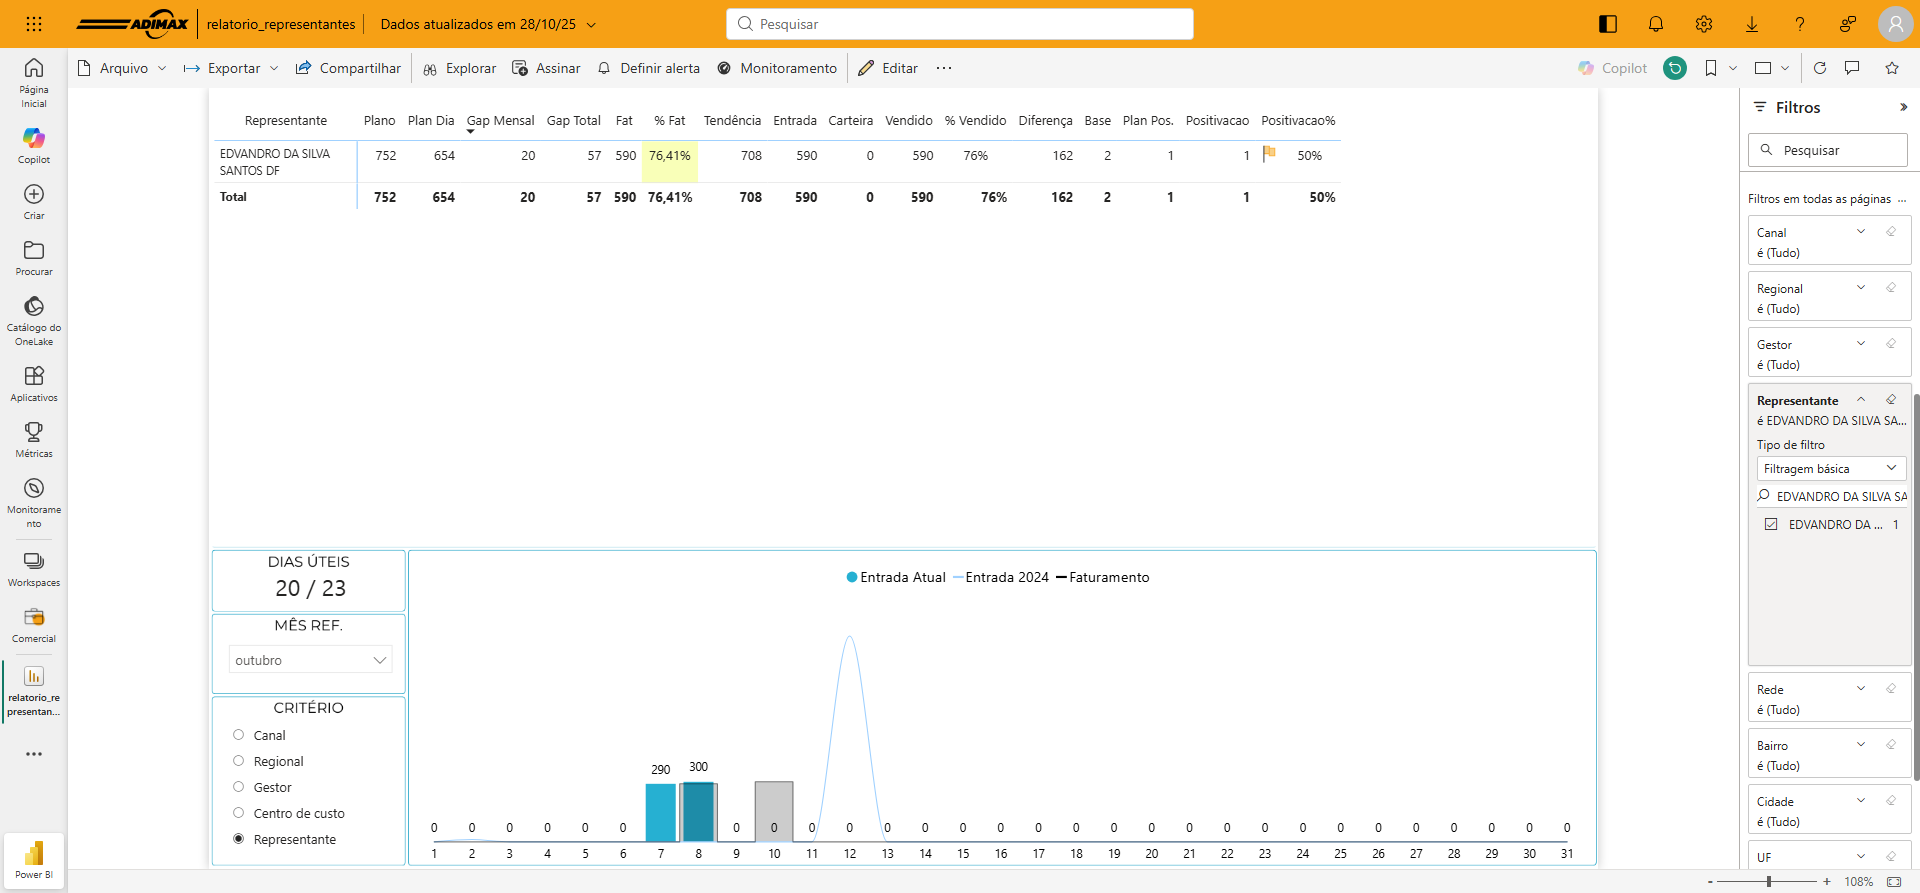 ADIMAX
relatorio_representantes
Dados atualizados em 28/10/25
Pesquisar
Arquivo
Exportar
Compartilhar
Explorar
Assinar
Definir alerta
Monitoramento
Editar
Copilot
Página
Inicial
Copilot
Criar
Procurar
Catálogo do
OneLake
Aplicativos
Métricas
Monitorame
nto
Workspaces
Comercial
relatorio_re
presentan...
Power BI
Representante Plano Plan Dia Gap Mensal Gap Total Fat % Fat Tendência Entrada Carteira Vendido % Vendido Diferença Base Plan Pos. Positivacao Positivacao%
EDVANDRO DA SILVA
SANTOS DF
752 654 20 57 590 76,41% 708 590 0 590 76% 162 2 1 1 50%
Total 752 654 20 57 590 76,41% 708 590 0 590 76% 162 2 1 1 50%
DIAS ÚTEIS
20 / 23
MÊS REF.
outubro
CRITÉRIO
Canal
Regional
Gestor
Centro de custo
Representante
Entrada Atual Entrada 2024 Faturamento
290 300
0 0 0 0 0 0 0 0 0 0 0 0 0 0 0 0 0 0 0 0 0 0 0 0 0 0 0 0 0
1 2 3 4 5 6 7 8 9 10 11 12 13 14 15 16 17 18 19 20 21 22 23 24 25 26 27 28 29 30 31
Filtros
Pesquisar
Filtros em todas as páginas ...
Canal
é (Tudo)
Regional
é (Tudo)
Gestor
é (Tudo)
Representante
é EDVANDRO DA SILVA SA...
Tipo de filtro
Filtragem básica
EDVANDRO DA SILVA SA
EDVANDRO DA ... 1
Rede
é (Tudo)
Bairro
é (Tudo)
Cidade
é (Tudo)
UF
- + 108%